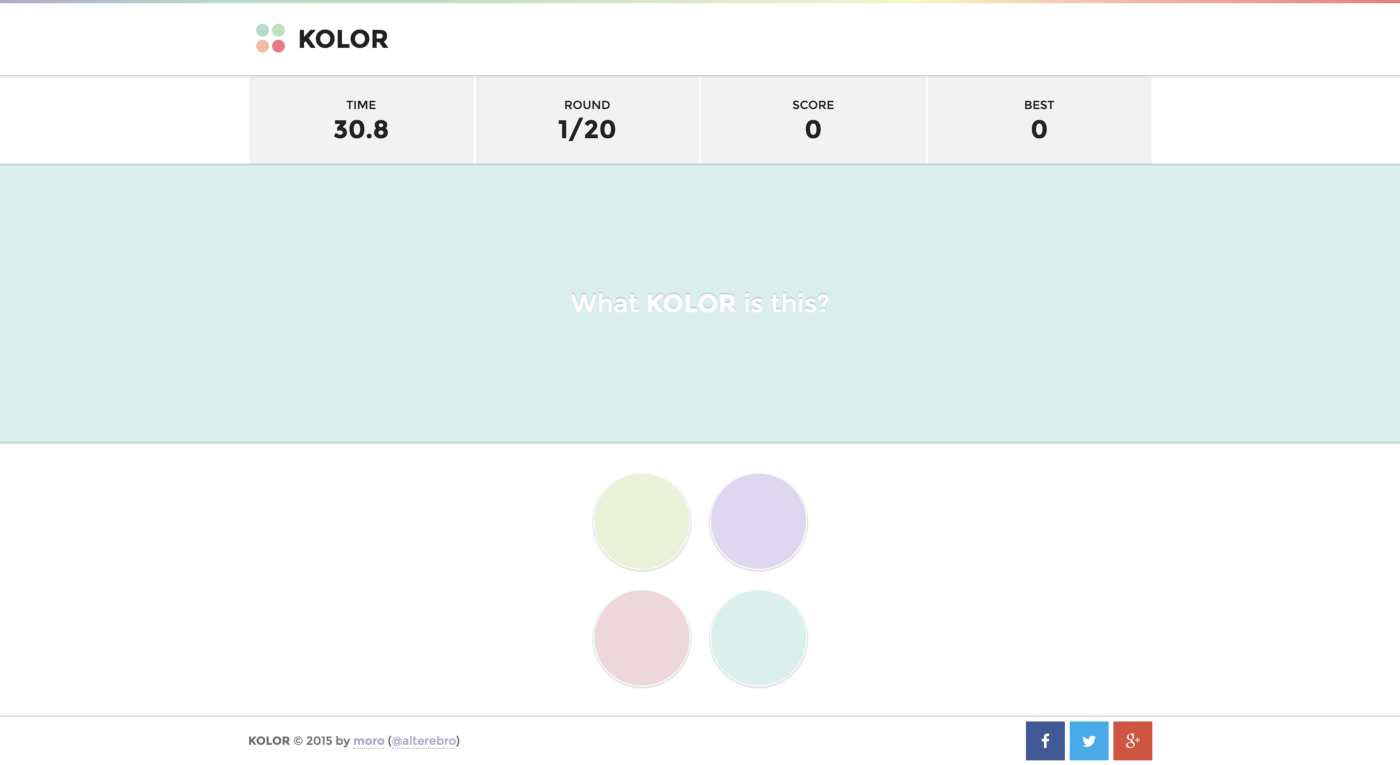 KOLOR
TIME
30.8
ROUND
1/20
SCORE
0
BEST
0
What KOLOR is this?
KOLOR © 2015 by moro (@alterebro)
f
g+